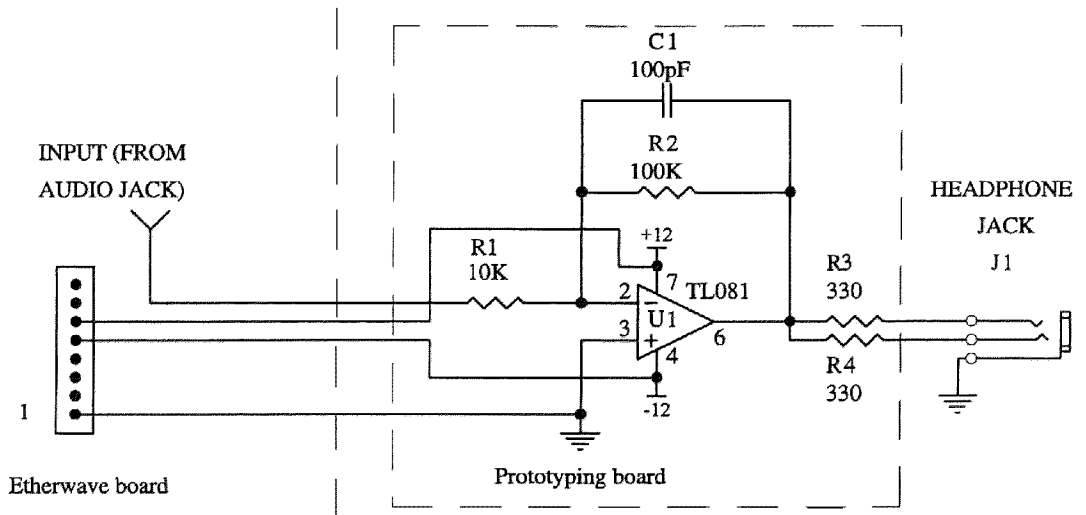 C1
100pF
R2
100K
INPUT (FROM
AUDIO JACK)
HEADPHONE
JACK
J1
+12
R1
10K
7
TL081
2
−
U1
3
+
6
4
-12
R3
330
R4
330
1
Etherwave board
Prototyping board